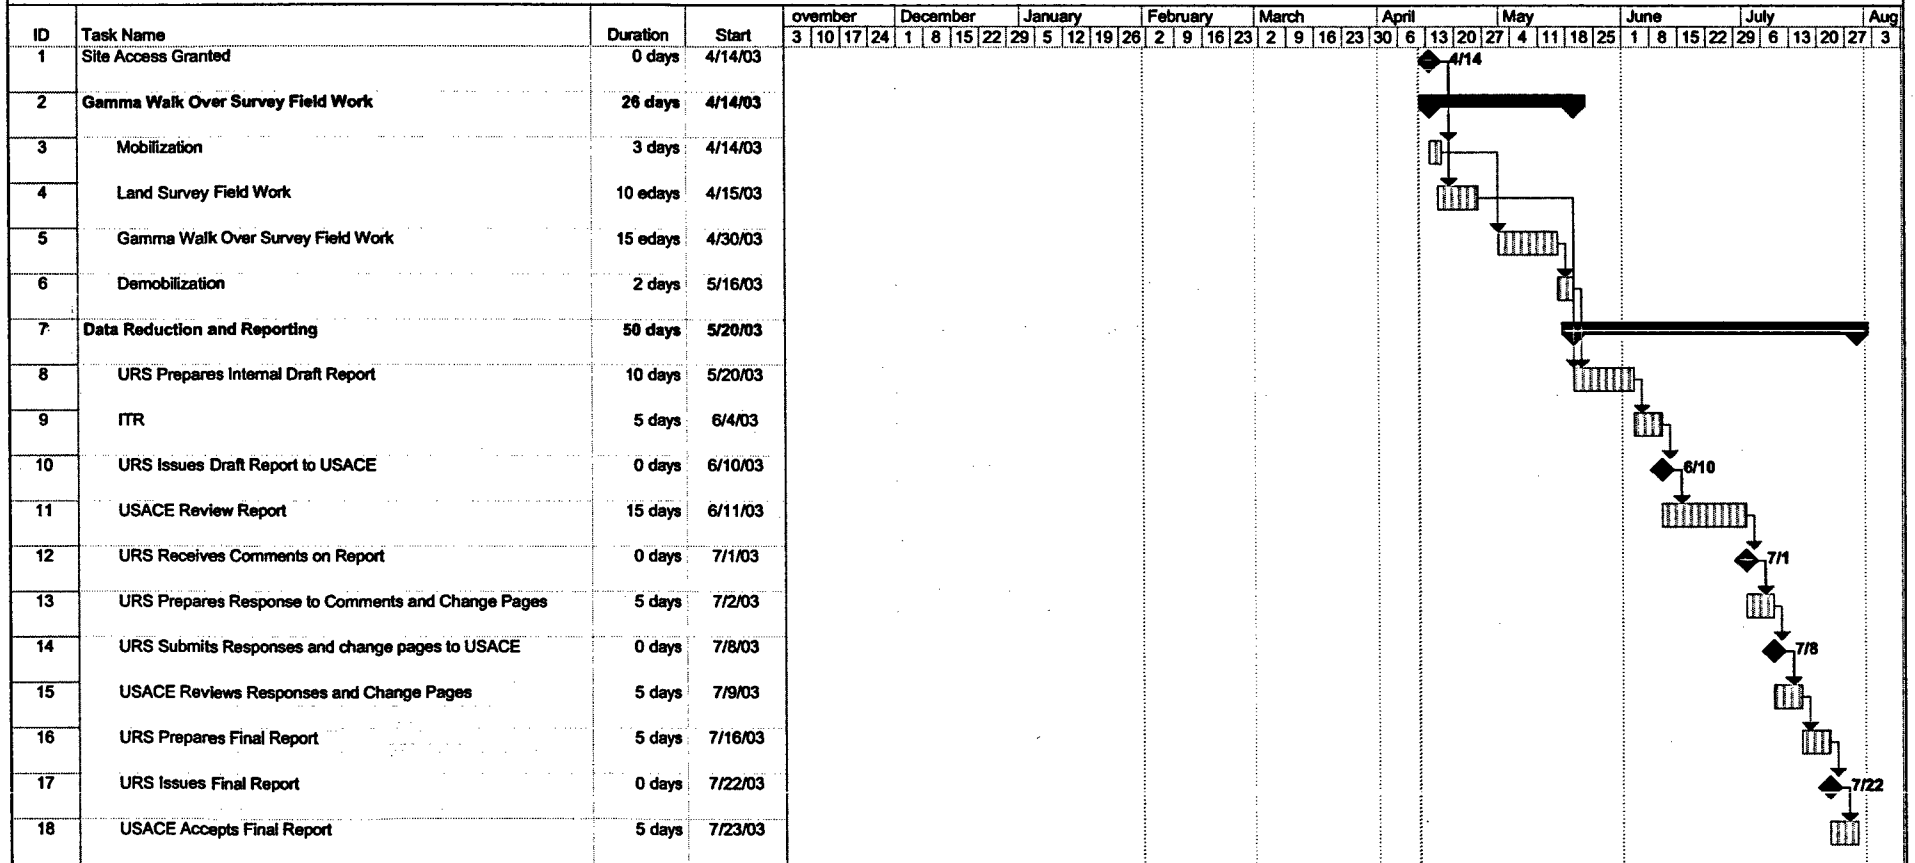 ovember December January February March April May June July Aug
ID Task Name Duration Start 3 10 17 24 1 8 15 22 29 5 12 19 26 2 9 16 23 2 9 16 23 30 6 13 20 27 4 11 18 25 1 8 15 22 29 6 13 20 27 3
1 Site Access Granted 0 days 4/14/03 4/14
2 Gamma Walk Over Survey Field Work 26 days 4/14/03
3 Mobilization 3 days 4/14/03
4 Land Survey Field Work 10 edays 4/15/03
5 Gamma Walk Over Survey Field Work 15 edays 4/30/03
6 Demobilization 2 days 5/16/03
7 Data Reduction and Reporting 50 days 5/20/03
8 URS Prepares Internal Draft Report 10 days 5/20/03
9 ITR 5 days 6/4/03
10 URS Issues Draft Report to USACE 0 days 6/10/03 6/10
11 USACE Review Report 15 days 6/11/03
12 URS Receives Comments on Report 0 days 7/1/03 7/1
13 URS Prepares Response to Comments and Change Pages 5 days 7/2/03
14 URS Submits Responses and change pages to USACE 0 days 7/8/03 7/8
15 USACE Reviews Responses and Change Pages 5 days 7/9/03
16 URS Prepares Final Report 5 days 7/16/03
17 URS Issues Final Report 0 days 7/22/03 7/22
18 USACE Accepts Final Report 5 days 7/23/03